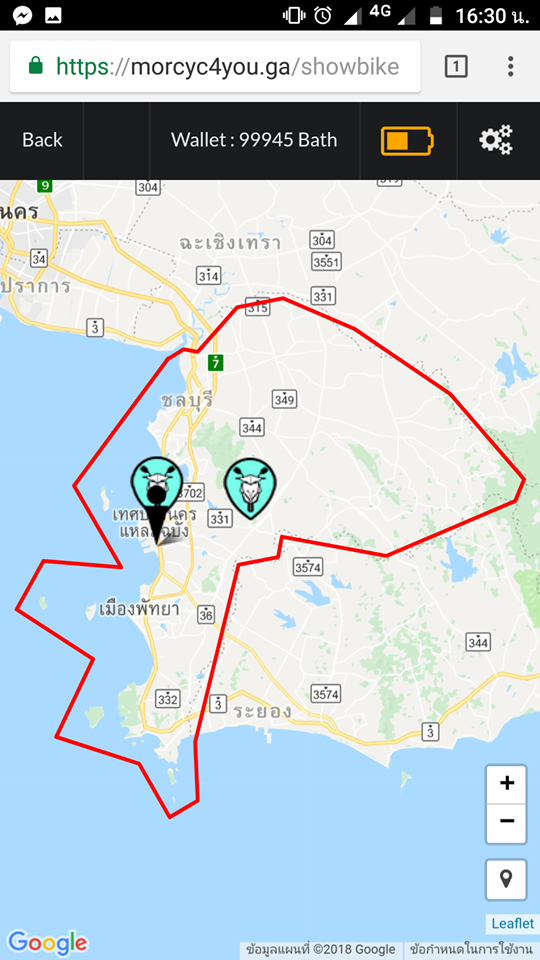 4G 16:30 น.
https://morcyc4you.ga/showbike 1
Back Wallet : 99945 Bath
9
304
นคร
ฉะเชิงเทรา
304
34
3551
314
ปราการ
331
315
3
7
ชลบุรี
349
344
3702
เทศบ นคร
331
แหลมฉบัง
3574
เมืองพัทยา
36
344
332
3
3574
ระยอง
3
+
−
Leaflet
Google
ข้อมูลแผนที่ ©2018 Google ข้อกำหนดในการใช้งาน